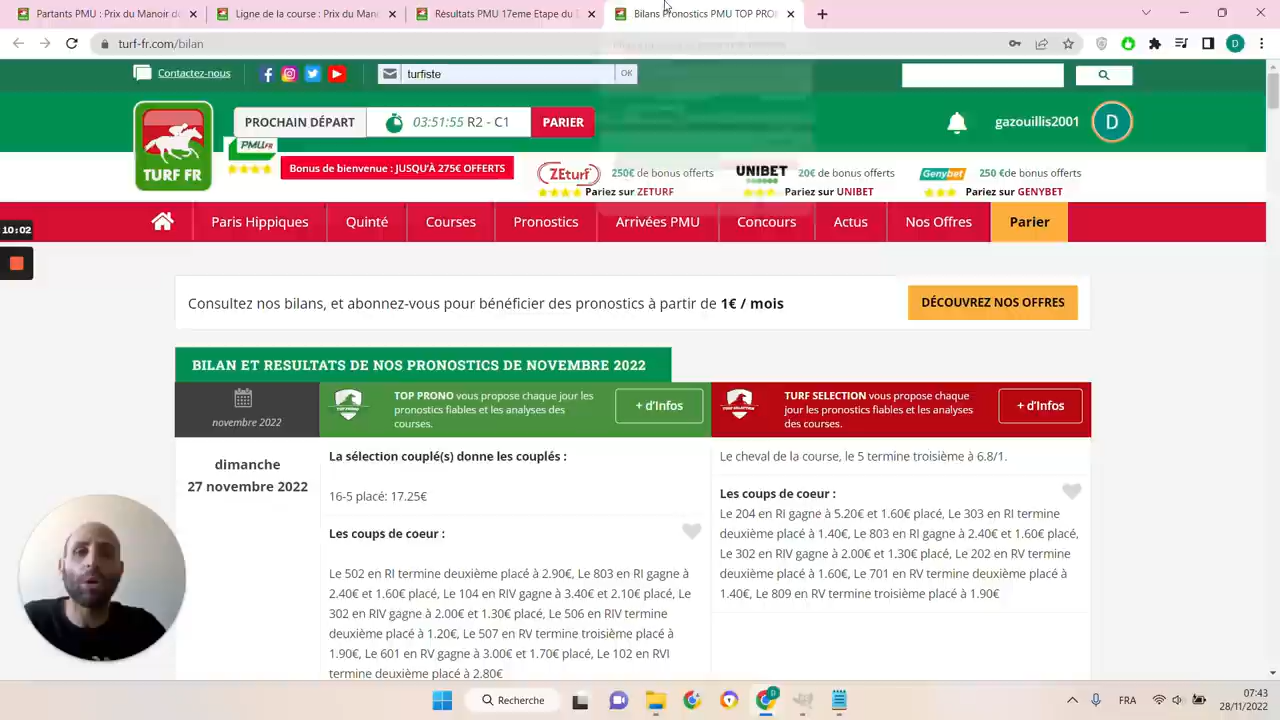 Prix du Manoir de
Ligne de la course : Prix du M
Ligne de la course : Prix du M
Résultats PMU 17eme Etape du
Bilans Pronostics PMU TOP PRO
turf-fr.com/bilan
D
Contactez-nous
turfiste
OK
PROCHAIN DÉPART
03:51:55 R2 - C1
PARIER
gazouillis2001
D
TURF FR
PMU.FR
Bonus de bienvenue : JUSQU'À 275€ OFFERTS
ZEturf
250€ de bonus offerts
Pariez sur ZETURF
UNIBET
20€ de bonus offerts
Pariez sur UNIBET
Genybet
250 €de bonus offerts
Pariez sur GENYBET
Paris Hippiques
Quinté
Courses
Pronostics
Arrivées PMU
Concours
Actus
Nos Offres
Parier
10:02
Consultez nos bilans, et abonnez-vous pour bénéficier des pronostics à partir de 1€ / mois
DÉCOUVREZ NOS OFFRES
BILAN ET RESULTATS DE NOS PRONOSTICS DE NOVEMBRE 2022
novembre 2022
TOP PRONO vous propose chaque jour les
pronostics fiables et les analyses des
courses.
+ d'Infos
TURF SELECTION vous propose chaque
jour les pronostics fiables et les analyses
des courses.
+ d'Infos
dimanche
27 novembre 2022
La sélection couplé(s) donne les couplés :
16-5 placé: 17.25€
Les coups de coeur :
Le 502 en RI termine deuxième placé à 2.90€, Le 803 en RI gagne à
2.40€ et 1.60€ placé, Le 104 en RIV gagne à 3.40€ et 2.10€ placé, Le
302 en RIV gagne à 2.00€ et 1.30€ placé, Le 506 en RIV termine
deuxième placé à 1.20€, Le 507 en RV termine troisième placé à
1.90€, Le 601 en RV gagne à 3.00€ et 1.70€ placé, Le 102 en RVI
termine deuxième placé à 2.80€
Le cheval de la course, le 5 termine troisième à 6.8/1.
Les coups de coeur :
Le 204 en RI gagne à 5.20€ et 1.60€ placé, Le 303 en RI termine
deuxième placé à 1.40€, Le 803 en RI gagne à 2.40€ et 1.60€ placé,
Le 302 en RIV gagne à 2.00€ et 1.30€ placé, Le 202 en RV termine
deuxième placé à 1.60€, Le 701 en RV termine deuxième placé à
1.40€, Le 809 en RV termine troisième placé à 1.90€
Recherche
FRA
07:43
28/11/2022